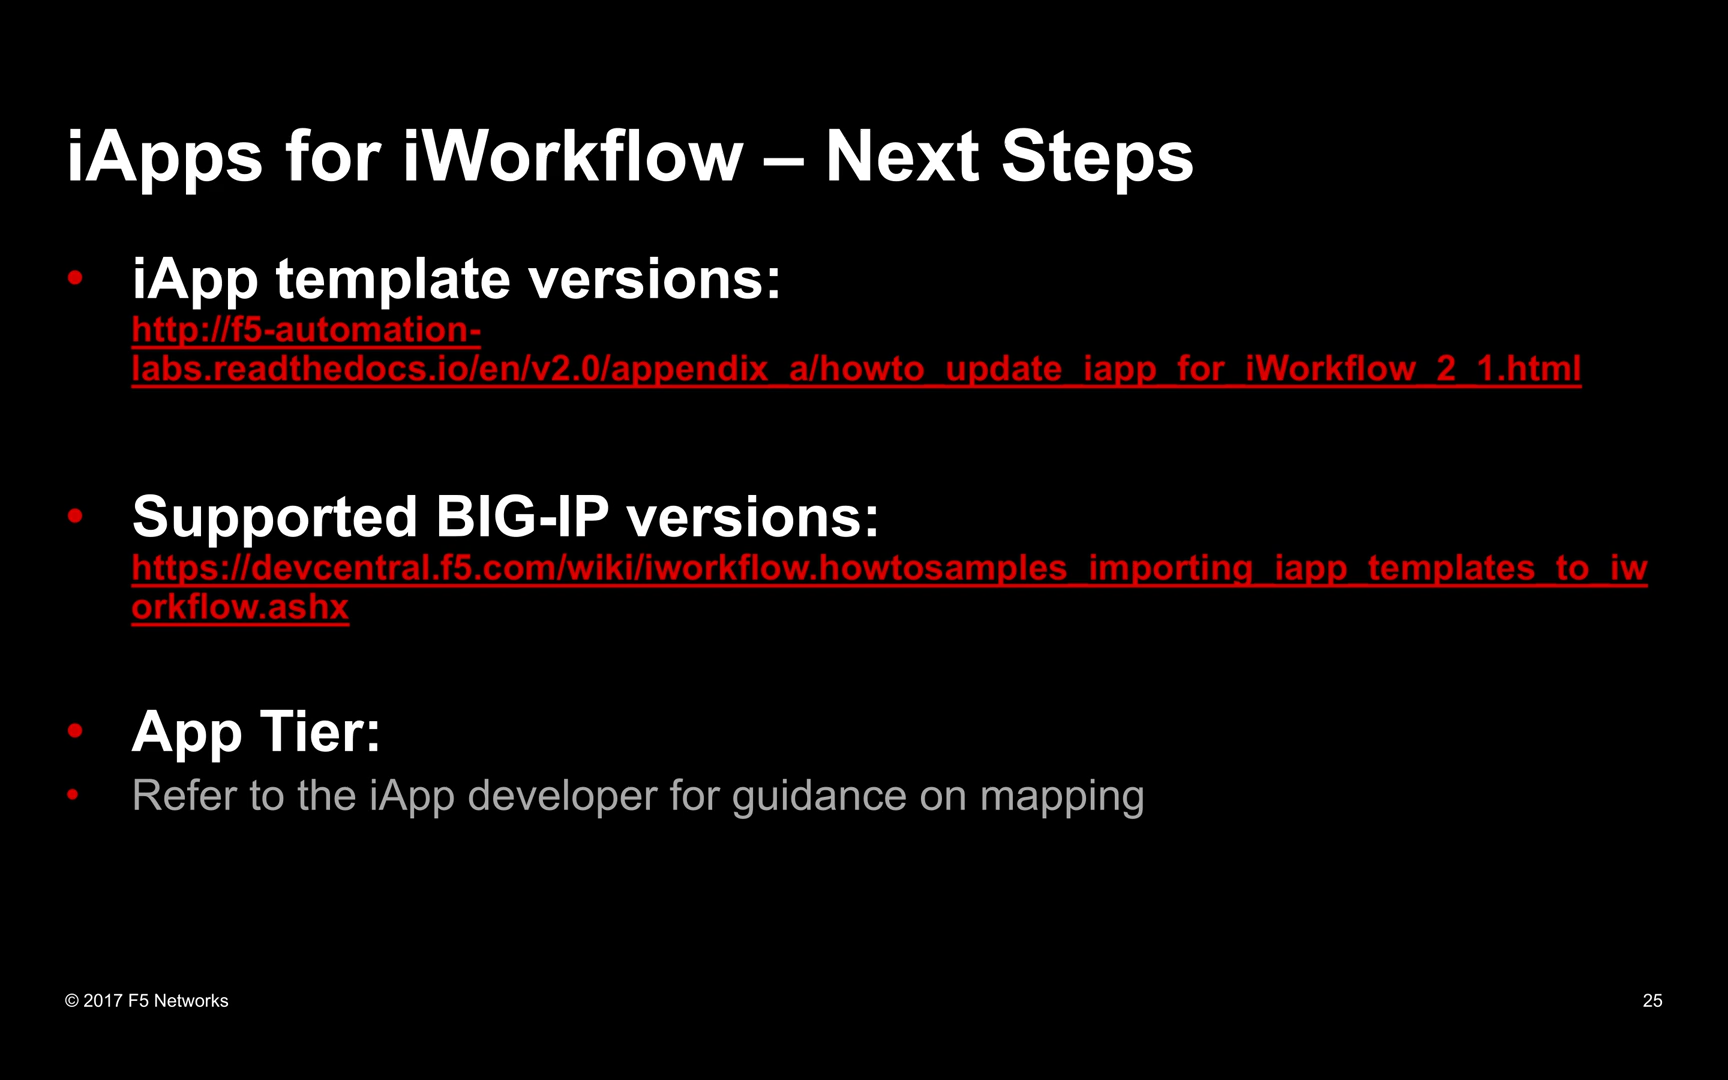 iApps for iWorkflow – Next Steps
• iApp template versions:
http://f5-automation-
labs.readthedocs.io/en/v2.0/appendix_a/howto_update_iapp_for_iWorkflow_2_1.html
• Supported BIG-IP versions:
https://devcentral.f5.com/wiki/iworkflow.howtosamples_importing_iapp_templates_to_iw
orkflow.ashx
• App Tier:
• Refer to the iApp developer for guidance on mapping
© 2017 F5 Networks
25